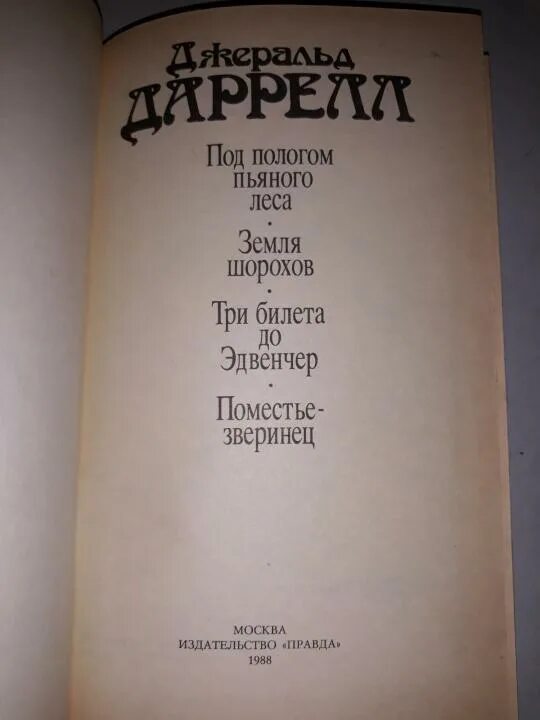 Джеральд
ДАРРЕЛЛ
Под пологом
пьяного
леса
·
Земля
шорохов
·
Три билета
до
Эдвенчер
·
Поместье-
зверинец
МОСКВА
ИЗДАТЕЛЬСТВО «ПРАВДА»
1988